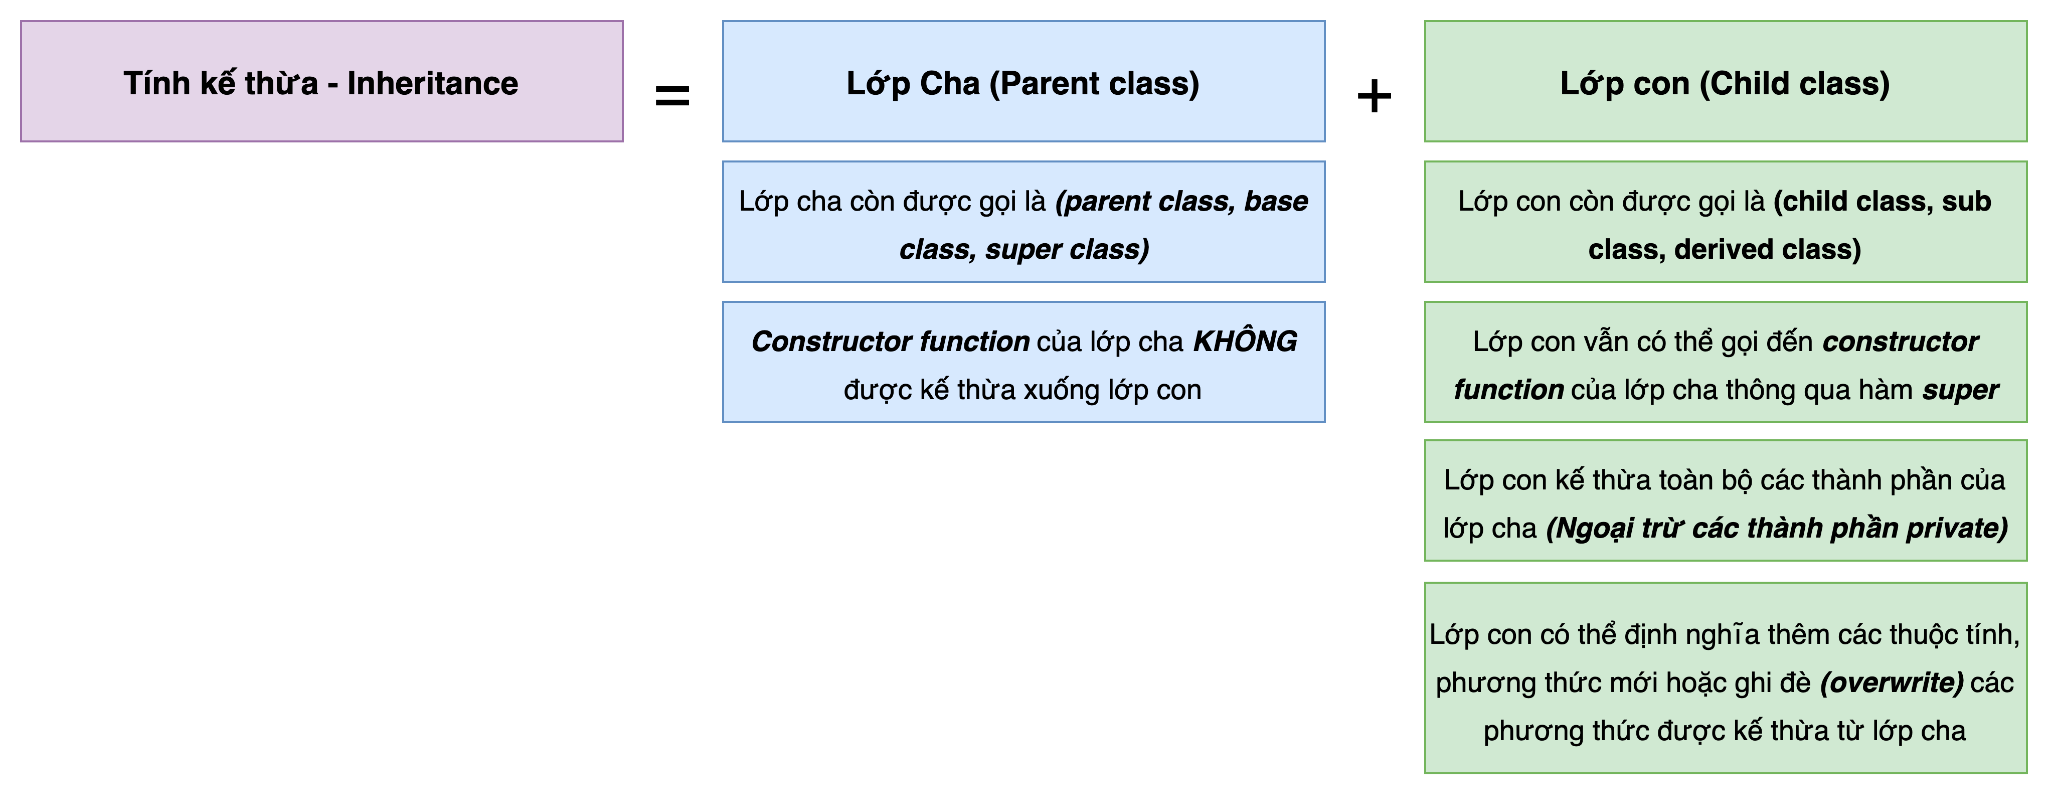 Tính kế thừa - Inheritance
=
Lớp Cha (Parent class)
+
Lớp con (Child class)
Lớp cha còn được gọi là (parent class, base
class, super class)
Lớp con còn được gọi là (child class, sub
class, derived class)
Constructor function của lớp cha KHÔNG
được kế thừa xuống lớp con
Lớp con vẫn có thể gọi đến constructor
function của lớp cha thông qua hàm super
Lớp con kế thừa toàn bộ các thành phần của
lớp cha (Ngoại trừ các thành phần private)
Lớp con có thể định nghĩa thêm các thuộc tính,
phương thức mới hoặc ghi đè (overwrite) các
phương thức được kế thừa từ lớp cha